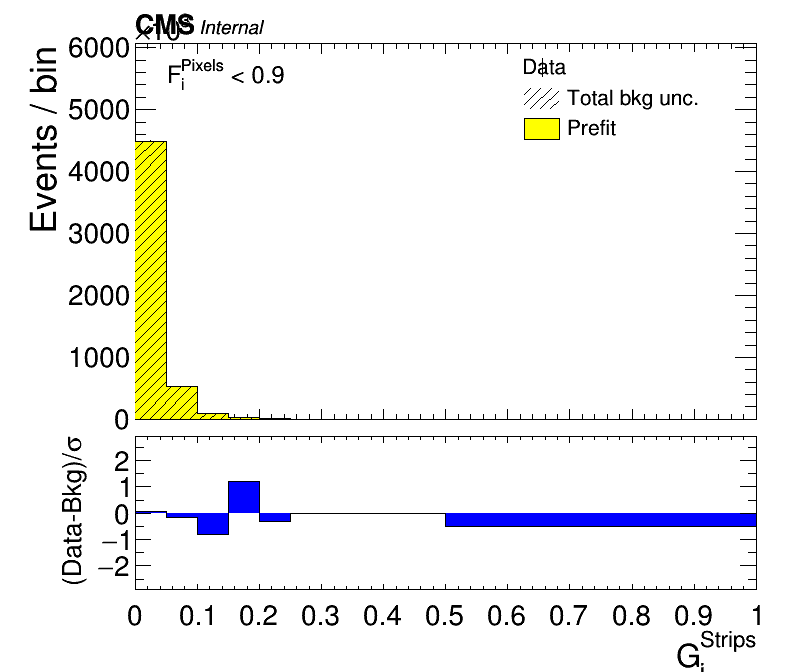 CMS Internal
×10³
6000
F_i^Pixels < 0.9
Data
5000
Total bkg unc.
Prefit
4000
3000
2000
1000
0
Events / bin
2
1
0
−1
−2
(Data-Bkg)/σ
0 0.1 0.2 0.3 0.4 0.5 0.6 0.7 0.8 0.9 1
G_i^Strips